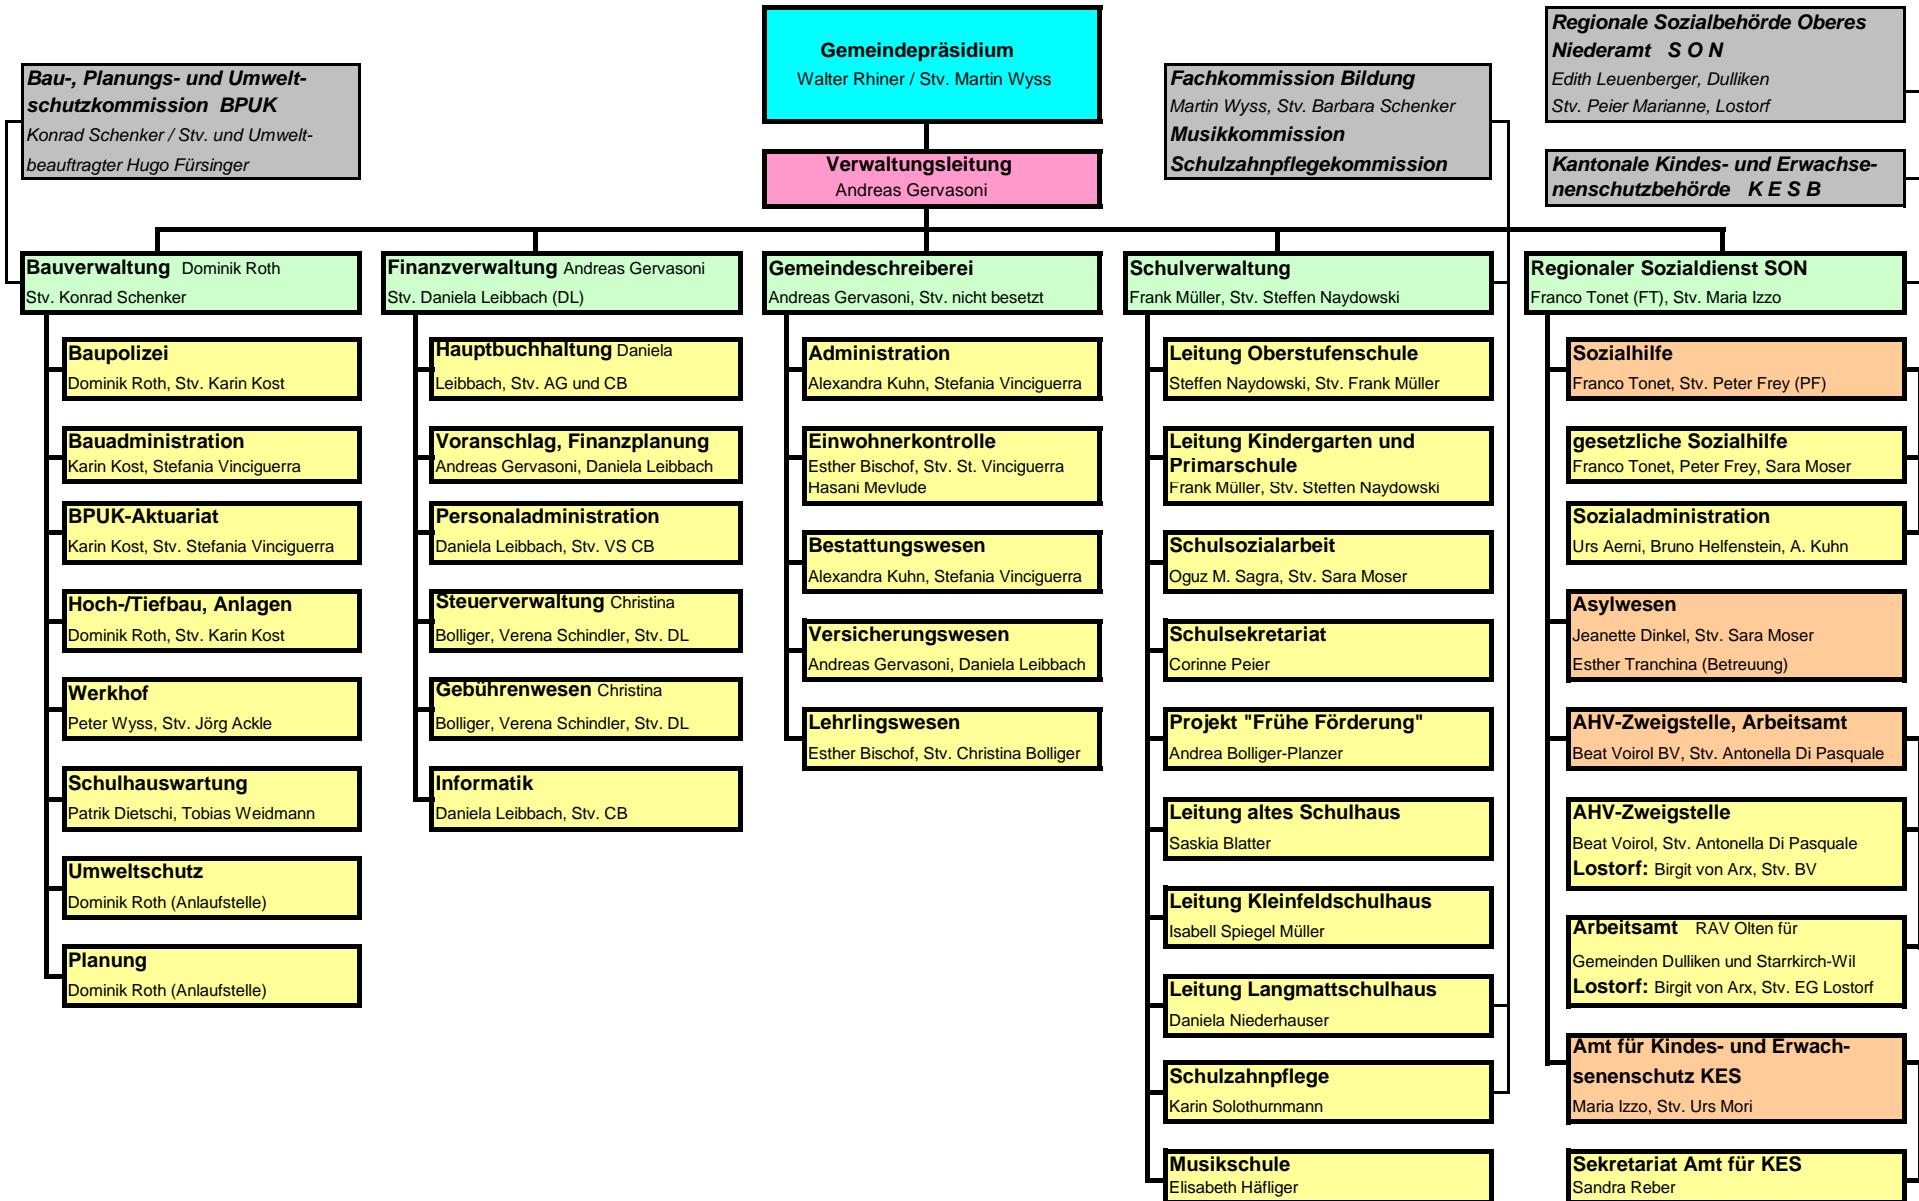 Gemeindepräsidium
Walter Rhiner / Stv. Martin Wyss
Verwaltungsleitung
Andreas Gervasoni
Bau-, Planungs- und Umwelt-
schutzkommission BPUK
Konrad Schenker / Stv. und Umwelt-
beauftragter Hugo Fürsinger
Fachkommission Bildung
Martin Wyss, Stv. Barbara Schenker
Musikkommission
Schulzahnpflegekommission
Regionale Sozialbehörde Oberes
Niederamt S O N
Edith Leuenberger, Dulliken
Stv. Peier Marianne, Lostorf
Kantonale Kindes- und Erwachse-
nenschutzbehörde K E S B
Bauverwaltung Dominik Roth
Stv. Konrad Schenker
Baupolizei
Dominik Roth, Stv. Karin Kost
Bauadministration
Karin Kost, Stefania Vinciguerra
BPUK-Aktuariat
Karin Kost, Stv. Stefania Vinciguerra
Hoch-/Tiefbau, Anlagen
Dominik Roth, Stv. Karin Kost
Werkhof
Peter Wyss, Stv. Jörg Ackle
Schulhauswartung
Patrik Dietschi, Tobias Weidmann
Umweltschutz
Dominik Roth (Anlaufstelle)
Planung
Dominik Roth (Anlaufstelle)
Finanzverwaltung Andreas Gervasoni
Stv. Daniela Leibbach (DL)
Hauptbuchhaltung Daniela
Leibbach, Stv. AG und CB
Voranschlag, Finanzplanung
Andreas Gervasoni, Daniela Leibbach
Personaladministration
Daniela Leibbach, Stv. VS CB
Steuerverwaltung Christina
Bolliger, Verena Schindler, Stv. DL
Gebührenwesen Christina
Bolliger, Verena Schindler, Stv. DL
Informatik
Daniela Leibbach, Stv. CB
Gemeindeschreiberei
Andreas Gervasoni, Stv. nicht besetzt
Administration
Alexandra Kuhn, Stefania Vinciguerra
Einwohnerkontrolle
Esther Bischof, Stv. St. Vinciguerra
Hasani Mevlude
Bestattungswesen
Alexandra Kuhn, Stefania Vinciguerra
Versicherungswesen
Andreas Gervasoni, Daniela Leibbach
Lehrlingswesen
Esther Bischof, Stv. Christina Bolliger
Schulverwaltung
Frank Müller, Stv. Steffen Naydowski
Leitung Oberstufenschule
Steffen Naydowski, Stv. Frank Müller
Leitung Kindergarten und
Primarschule
Frank Müller, Stv. Steffen Naydowski
Schulsozialarbeit
Oguz M. Sagra, Stv. Sara Moser
Schulsekretariat
Corinne Peier
Projekt "Frühe Förderung"
Andrea Bolliger-Planzer
Leitung altes Schulhaus
Saskia Blatter
Leitung Kleinfeldschulhaus
Isabell Spiegel Müller
Leitung Langmattschulhaus
Daniela Niederhauser
Schulzahnpflege
Karin Solothurnmann
Musikschule
Elisabeth Häfliger
Regionaler Sozialdienst SON
Franco Tonet (FT), Stv. Maria Izzo
Sozialhilfe
Franco Tonet, Stv. Peter Frey (PF)
gesetzliche Sozialhilfe
Franco Tonet, Peter Frey, Sara Moser
Sozialadministration
Urs Aerni, Bruno Helfenstein, A. Kuhn
Asylwesen
Jeanette Dinkel, Stv. Sara Moser
Esther Tranchina (Betreuung)
AHV-Zweigstelle, Arbeitsamt
Beat Voirol BV, Stv. Antonella Di Pasquale
AHV-Zweigstelle
Beat Voirol, Stv. Antonella Di Pasquale
Lostorf: Birgit von Arx, Stv. BV
Arbeitsamt RAV Olten für
Gemeinden Dulliken und Starrkirch-Wil
Lostorf: Birgit von Arx, Stv. EG Lostorf
Amt für Kindes- und Erwach-
senenschutz KES
Maria Izzo, Stv. Urs Mori
Sekretariat Amt für KES
Sandra Reber